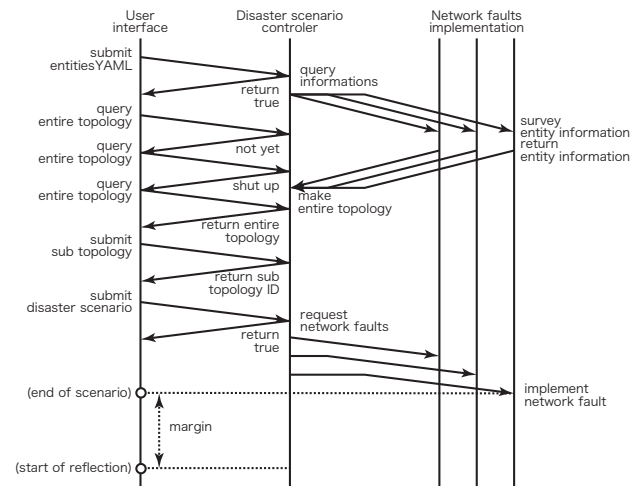 User
interface
Disaster scenario
controler
Network faults
implementation
submit
entitiesYAML
query
informations
return
true
query
entire topology
survey
entity information
return
entity information
not yet
query
entire topology
shut up
query
entire topology
make
entire topology
return entire
topology
submit
sub topology
return sub
topology ID
submit
disaster scenario
request
network faults
return
true
(end of scenario)
implement
network fault
margin
(start of reflection)